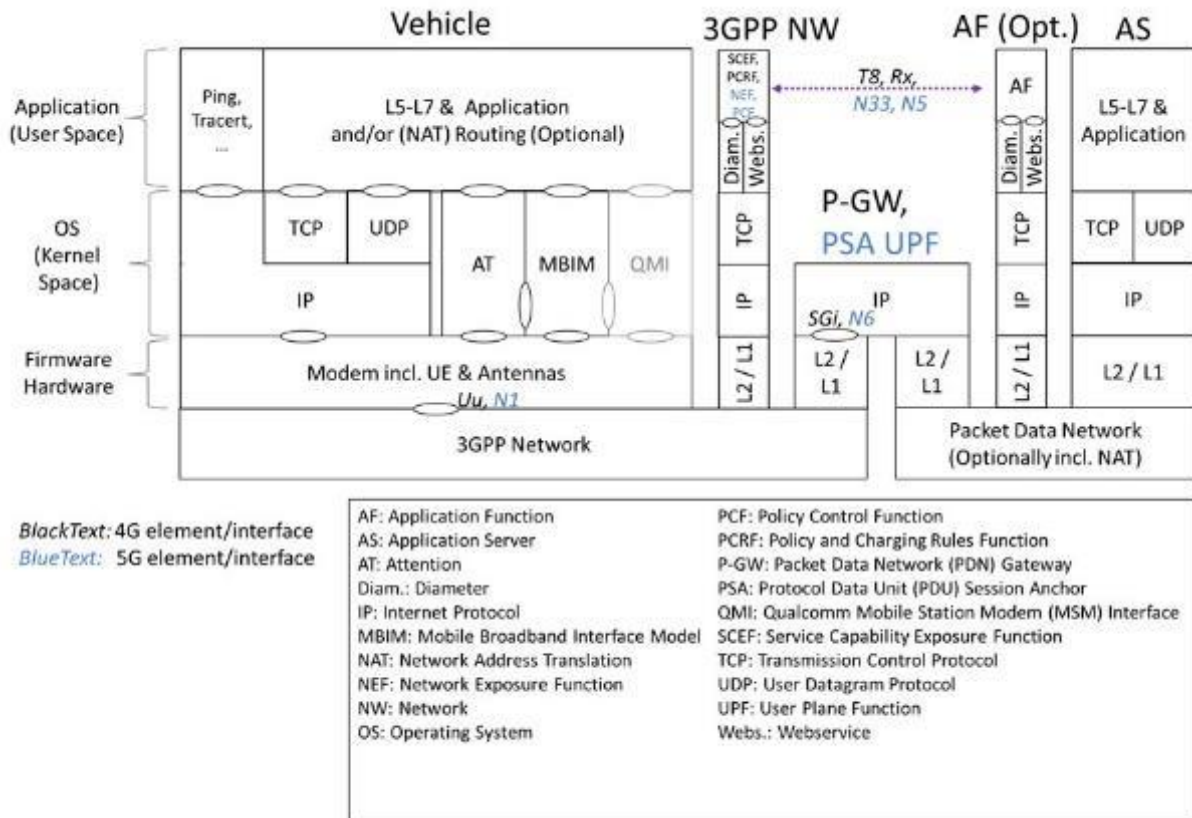 Vehicle
3GPP NW
AF (Opt.)
AS
Application
(User Space)
Ping,
Tracert,
...
L5-L7 & Application
and/or (NAT) Routing (Optional)
SCEF,
PCRF,
NEF,
PCF
T8, Rx,
N33, N5
AF
L5-L7 &
Application
Diam.
Webs.
Diam.
Webs.
OS
(Kernel
Space)
TCP
UDP
AT
MBIM
QMI
TCP
P-GW,
PSA UPF
TCP
TCP
UDP
IP
IP
IP
SGi, N6
IP
IP
Firmware
Hardware
Modem incl. UE & Antennas
Uu, N1
L2 / L1
L2 /
L1
L2 /
L1
L2 / L1
L2 / L1
3GPP Network
Packet Data Network
(Optionally incl. NAT)
BlackText: 4G element/interface
BlueText: 5G element/interface
AF: Application Function
AS: Application Server
AT: Attention
Diam.: Diameter
IP: Internet Protocol
MBIM: Mobile Broadband Interface Model
NAT: Network Address Translation
NEF: Network Exposure Function
NW: Network
OS: Operating System
PCF: Policy Control Function
PCRF: Policy and Charging Rules Function
P-GW: Packet Data Network (PDN) Gateway
PSA: Protocol Data Unit (PDU) Session Anchor
QMI: Qualcomm Mobile Station Modem (MSM) Interface
SCEF: Service Capability Exposure Function
TCP: Transmission Control Protocol
UDP: User Datagram Protocol
UPF: User Plane Function
Webs.: Webservice